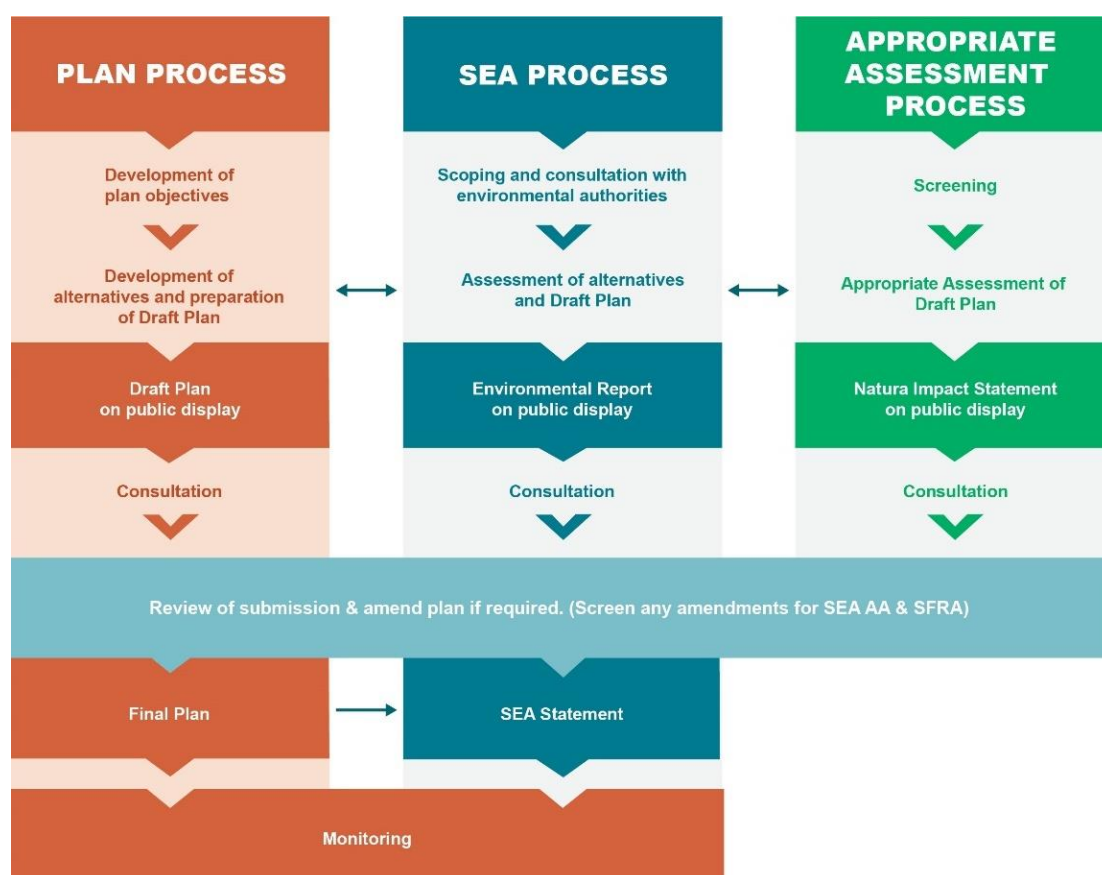 PLAN PROCESS
Development of
plan objectives
Development of
alternatives and preparation
of Draft Plan
Draft Plan
on public display
Consultation
SEA PROCESS
Scoping and consultation with
environmental authorities
Assessment of alternatives
and Draft Plan
Environmental Report
on public display
Consultation
APPROPRIATE
ASSESSMENT
PROCESS
Screening
Appropriate Assessment of
Draft Plan
Natura Impact Statement
on public display
Consultation
Review of submission & amend plan if required. (Screen any amendments for SEA AA & SFRA)
Final Plan
SEA Statement
Monitoring